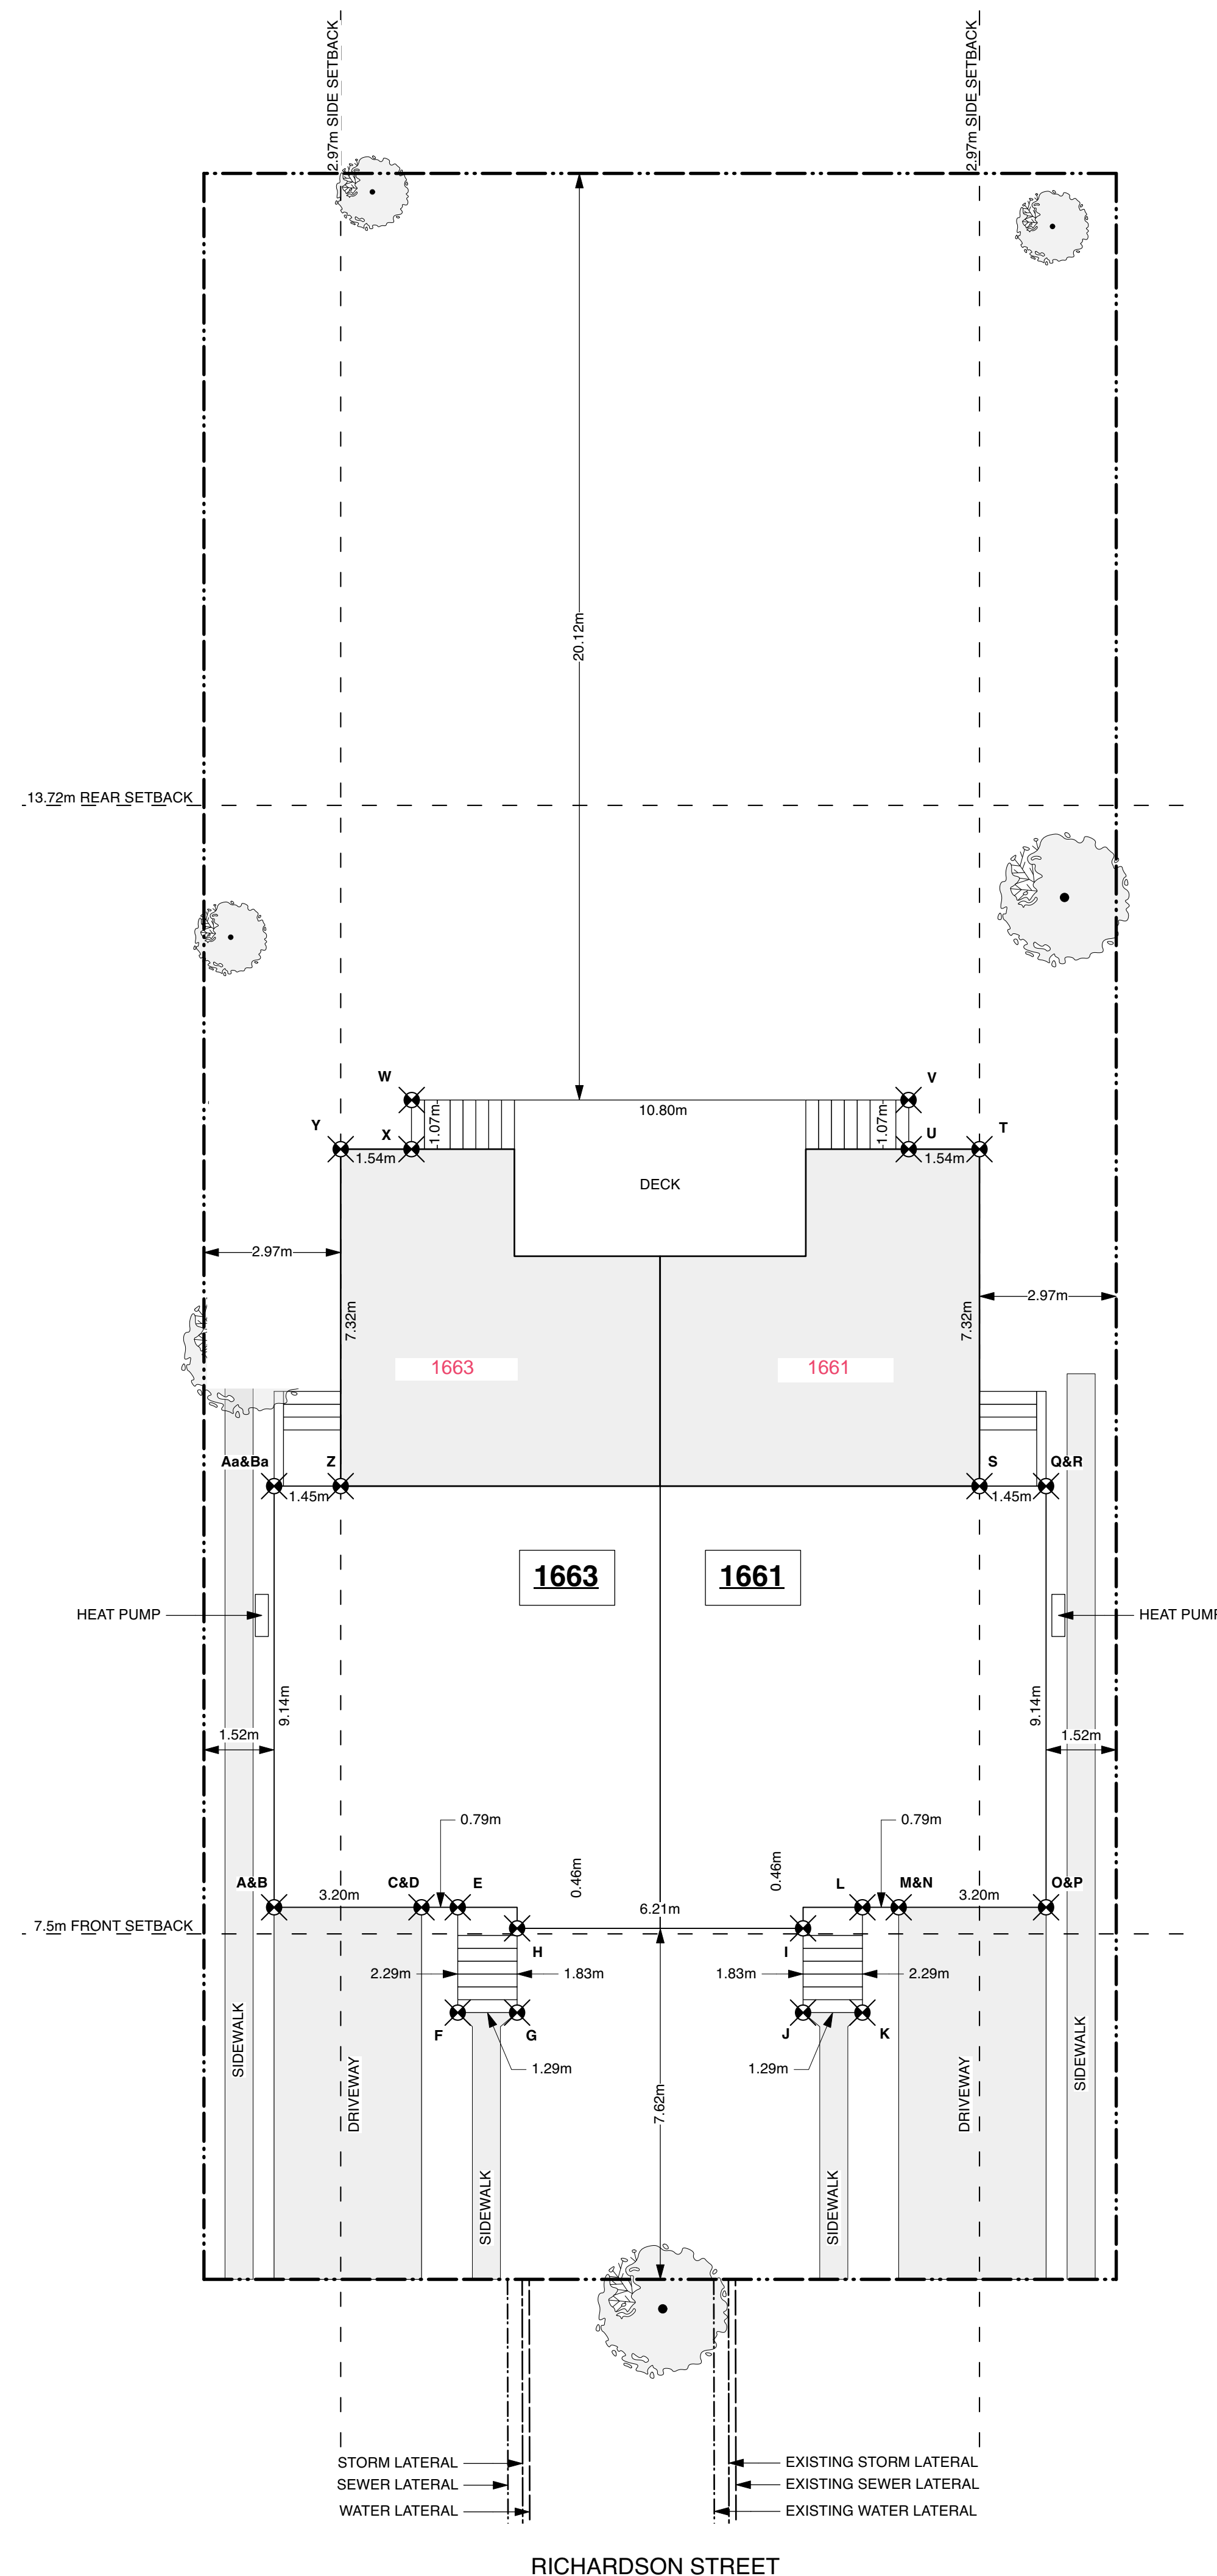 2.97m SIDE SETBACK
2.97m SIDE SETBACK
20.12m
13.72m REAR SETBACK
W
V
10.80m
1.07m
1.07m
Y
X
U
T
1.54m
1.54m
DECK
2.97m
2.97m
7.32m
7.32m
1663
1661
Aa&Ba
Z
S
Q&R
1.45m
1.45m
1663
1661
HEAT PUMP
HEAT PUMP
9.14m
9.14m
1.52m
1.52m
0.79m
0.79m
0.46m
0.46m
A&B
C&D
E
L
M&N
O&P
3.20m
3.20m
6.21m
7.5m FRONT SETBACK
H
I
2.29m
1.83m
1.83m
2.29m
F
G
J
K
1.29m
1.29m
SIDEWALK
DRIVEWAY
7.62m
DRIVEWAY
SIDEWALK
SIDEWALK
SIDEWALK
STORM LATERAL
EXISTING STORM LATERAL
SEWER LATERAL
EXISTING SEWER LATERAL
WATER LATERAL
EXISTING WATER LATERAL
RICHARDSON STREET